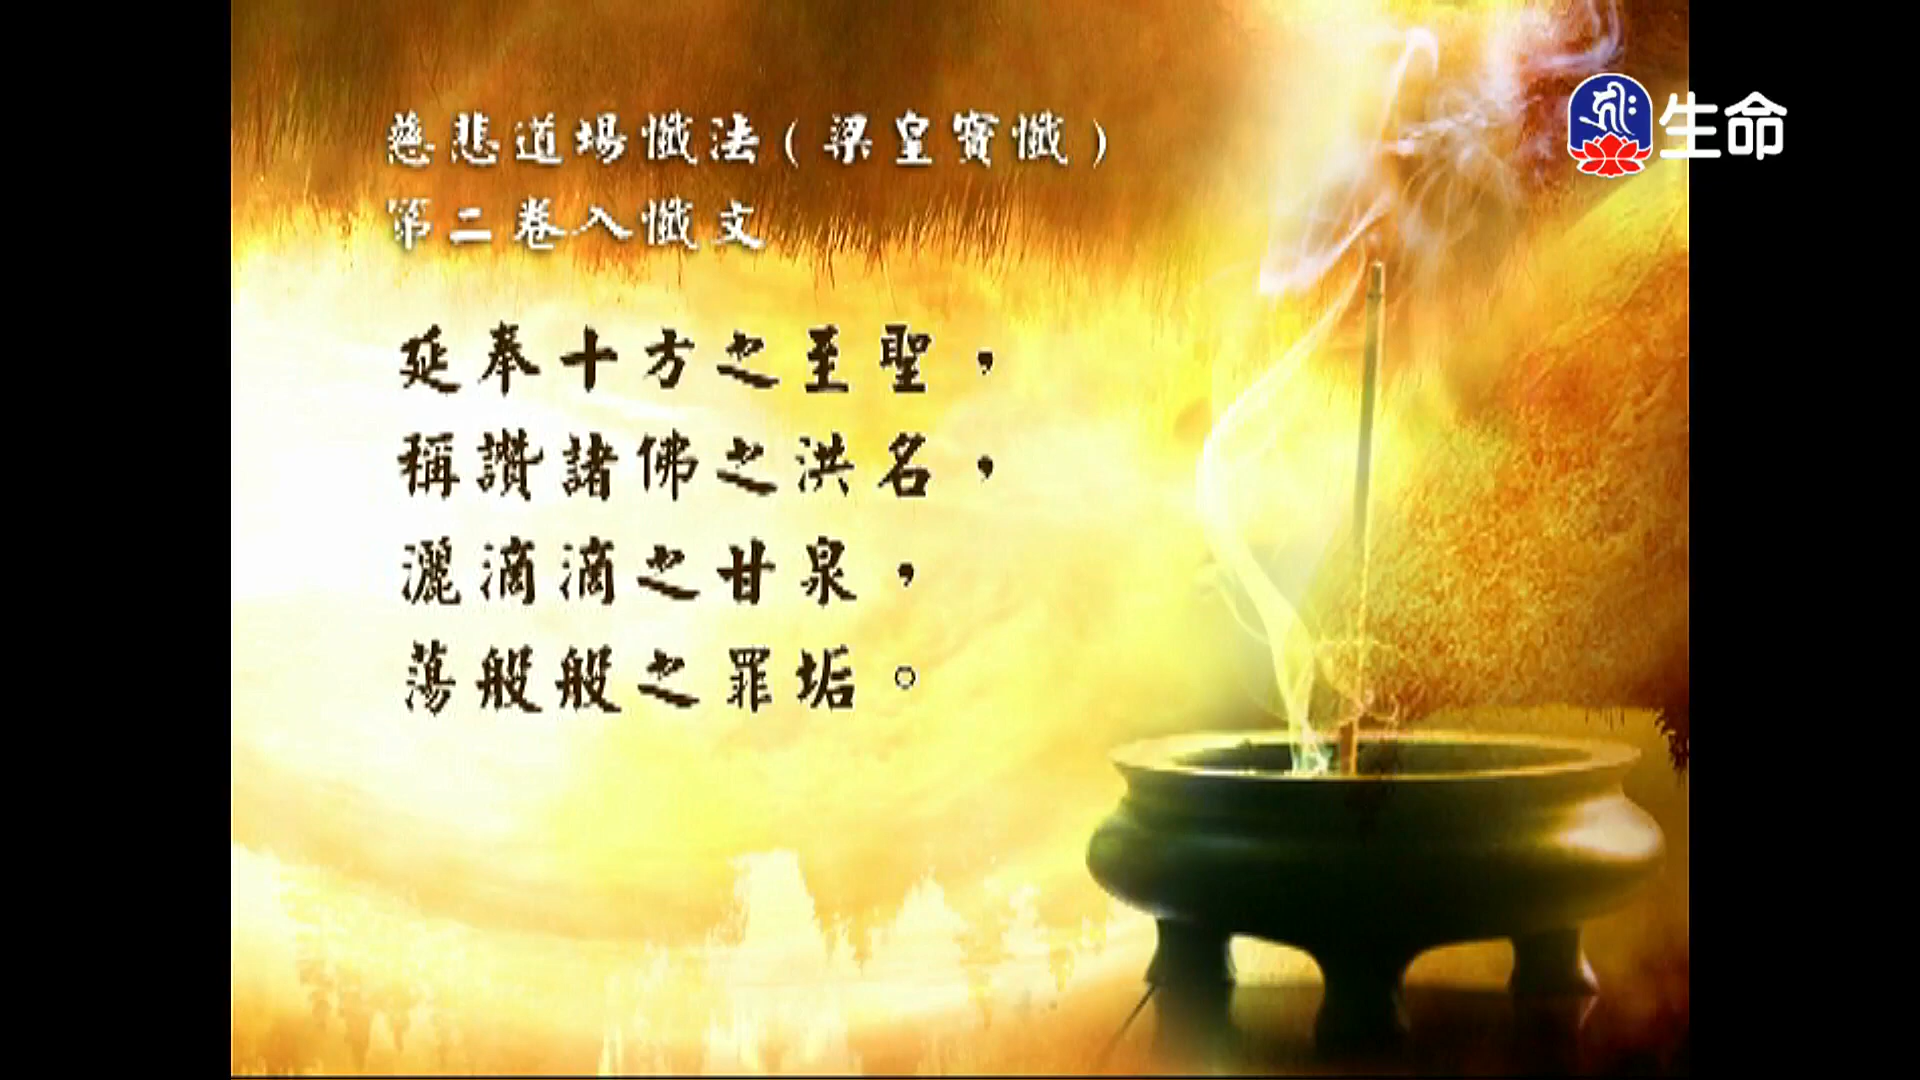 慈悲道場懺法(梁皇寶懺)
第二卷入懺文
延奉十方之至聖，
稱讚諸佛之洪名，
灑滴滴之甘泉，
蕩般般之罪垢。
生命